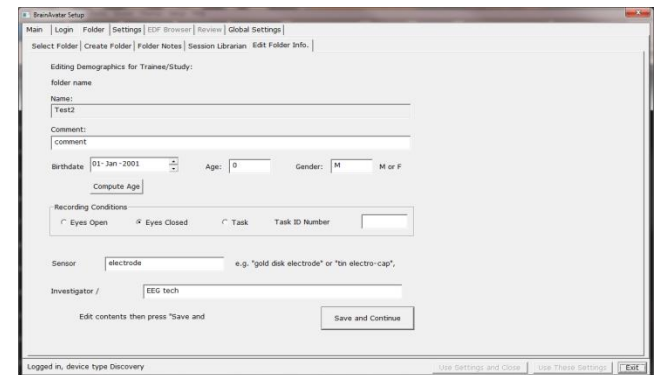 BrainAvatar Setup
Main Login Folder Settings EDF Browser Review Global Settings
Select Folder Create Folder Folder Notes Session Librarian Edit Folder Info.
Editing Demographics for Trainee/Study:
folder name
Name:
Test2
Comment:
comment
Birthdate 01-Jan-2001 Age: 0 Gender: M M or F
Compute Age
Recording Conditions
Eyes Open Eyes Closed Task Task ID Number
Sensor electrode e.g. "gold disk electrode" or "tin electro-cap",
Investigator / EEG tech
Edit contents then press "Save and Save and Continue
Logged in, device type Discovery Use Settings and Close Use These Settings Exit